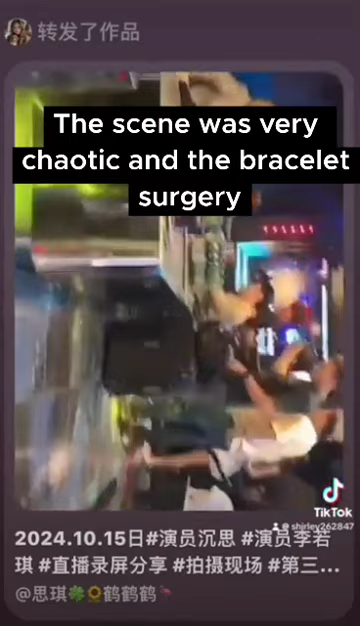 转发了作品
The scene was very
chaotic and the bracelet
surgery
TikTok
@shirley262847
2024.10.15日#演员沉思 #演员李若
琪 #直播录屏分享 #拍摄现场 #第三...
@思琪🍀🌻鹤鹤鹤🦩